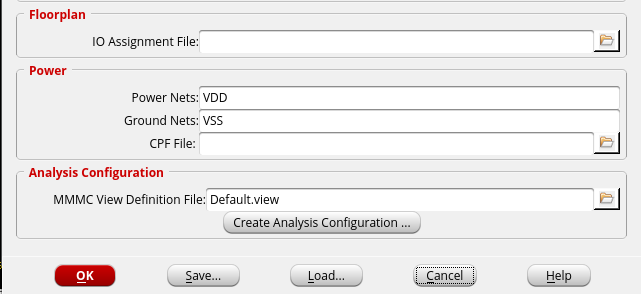 Floorplan
IO Assignment File:
Power
Power Nets: VDD
Ground Nets: VSS
CPF File:
Analysis Configuration
MMMC View Definition File: Default.view
Create Analysis Configuration ...
OK Save... Load... Cancel Help